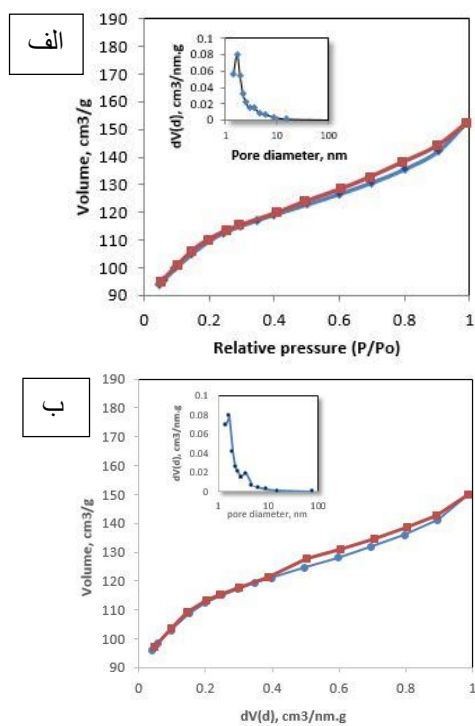 الف
190
180
170
160
150
140
130
120
110
100
90
Volume, cm3/g
0.1
0.08
0.06
0.04
0.02
0
dV(d), cm3/nm.g
1 10 100
Pore diameter, nm
0 0.2 0.4 0.6 0.8 1
Relative pressure (P/Po)
ب
190
180
170
160
150
140
130
120
110
100
90
Volume, cm3/g
0.1
0.08
0.06
0.04
0.02
0
dV(d), cm3/nm.g
1 10 100
pore diameter, nm
0 0.2 0.4 0.6 0.8 1
dV(d), cm3/nm.g